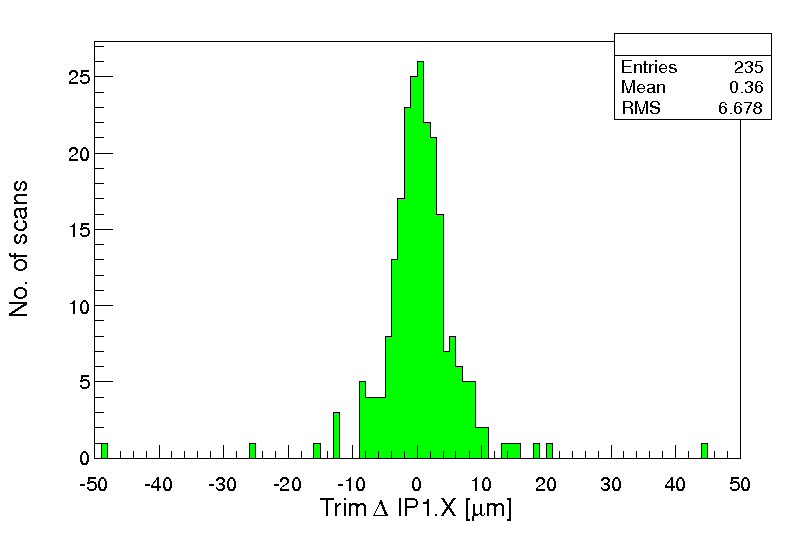 Entries 235
Mean 0.36
RMS 6.678
No. of scans
25
20
15
10
5
0
-50 -40 -30 -20 -10 0 10 20 30 40 50
Trim Δ IP1.X [μm]